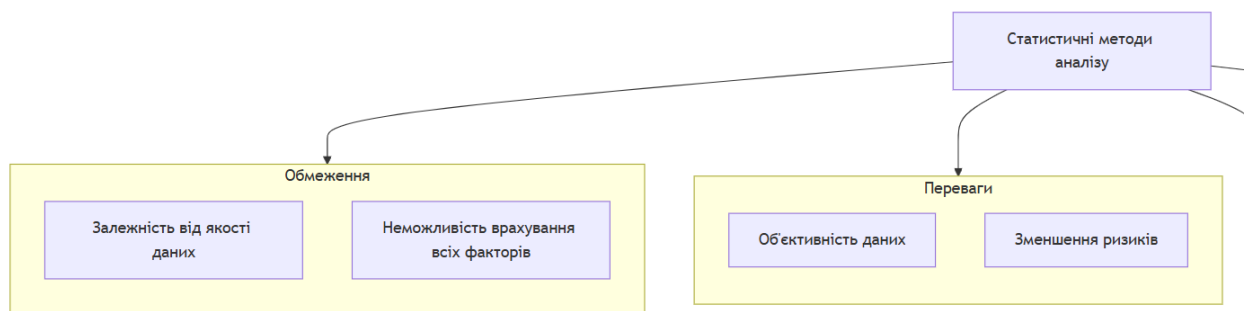 Статистичні методи
аналізу
Обмеження
Залежність від якості
даних
Неможливість врахування
всіх факторів
Переваги
Об'єктивність даних
Зменшення ризиків